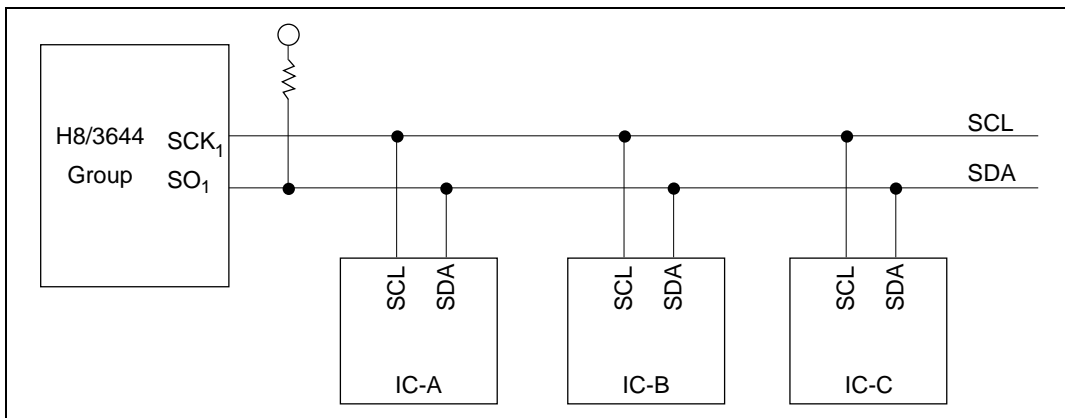 H8/3644
Group
SCK1
SO1
SCL
SDA
SCL
SDA
IC-A
SCL
SDA
IC-B
SCL
SDA
IC-C